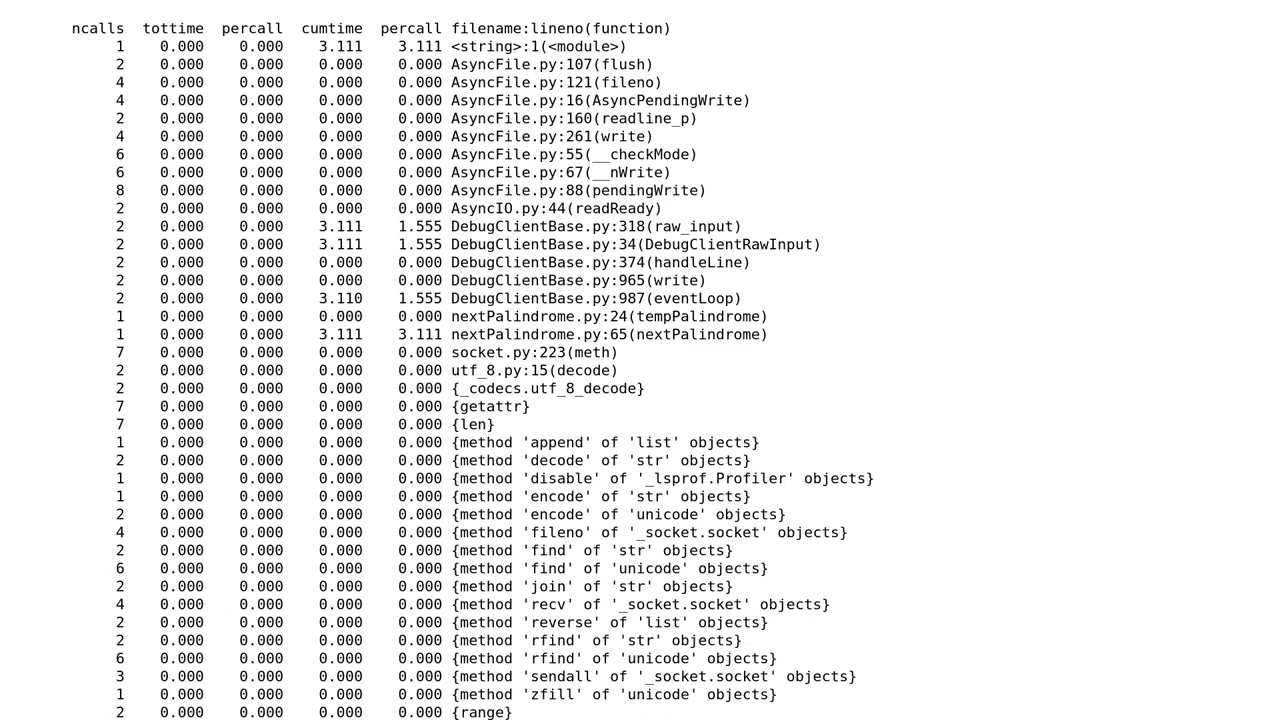 ncalls  tottime  percall  cumtime  percall filename:lineno(function)
     1    0.000    0.000    3.111    3.111 <string>:1(<module>)
     2    0.000    0.000    0.000    0.000 AsyncFile.py:107(flush)
     4    0.000    0.000    0.000    0.000 AsyncFile.py:121(fileno)
     4    0.000    0.000    0.000    0.000 AsyncFile.py:16(AsyncPendingWrite)
     2    0.000    0.000    0.000    0.000 AsyncFile.py:160(readline_p)
     4    0.000    0.000    0.000    0.000 AsyncFile.py:261(write)
     6    0.000    0.000    0.000    0.000 AsyncFile.py:55(__checkMode)
     6    0.000    0.000    0.000    0.000 AsyncFile.py:67(__nWrite)
     8    0.000    0.000    0.000    0.000 AsyncFile.py:88(pendingWrite)
     2    0.000    0.000    0.000    0.000 AsyncIO.py:44(readReady)
     2    0.000    0.000    3.111    1.555 DebugClientBase.py:318(raw_input)
     2    0.000    0.000    3.111    1.555 DebugClientBase.py:34(DebugClientRawInput)
     2    0.000    0.000    0.000    0.000 DebugClientBase.py:374(handleLine)
     2    0.000    0.000    0.000    0.000 DebugClientBase.py:965(write)
     2    0.000    0.000    3.110    1.555 DebugClientBase.py:987(eventLoop)
     1    0.000    0.000    0.000    0.000 nextPalindrome.py:24(tempPalindrome)
     1    0.000    0.000    3.111    3.111 nextPalindrome.py:65(nextPalindrome)
     7    0.000    0.000    0.000    0.000 socket.py:223(meth)
     2    0.000    0.000    0.000    0.000 utf_8.py:15(decode)
     2    0.000    0.000    0.000    0.000 {_codecs.utf_8_decode}
     7    0.000    0.000    0.000    0.000 {getattr}
     7    0.000    0.000    0.000    0.000 {len}
     1    0.000    0.000    0.000    0.000 {method 'append' of 'list' objects}
     2    0.000    0.000    0.000    0.000 {method 'decode' of 'str' objects}
     1    0.000    0.000    0.000    0.000 {method 'disable' of '_lsprof.Profiler' objects}
     1    0.000    0.000    0.000    0.000 {method 'encode' of 'str' objects}
     2    0.000    0.000    0.000    0.000 {method 'encode' of 'unicode' objects}
     4    0.000    0.000    0.000    0.000 {method 'fileno' of '_socket.socket' objects}
     2    0.000    0.000    0.000    0.000 {method 'find' of 'str' objects}
     6    0.000    0.000    0.000    0.000 {method 'find' of 'unicode' objects}
     2    0.000    0.000    0.000    0.000 {method 'join' of 'str' objects}
     4    0.000    0.000    0.000    0.000 {method 'recv' of '_socket.socket' objects}
     2    0.000    0.000    0.000    0.000 {method 'reverse' of 'list' objects}
     2    0.000    0.000    0.000    0.000 {method 'rfind' of 'str' objects}
     6    0.000    0.000    0.000    0.000 {method 'rfind' of 'unicode' objects}
     3    0.000    0.000    0.000    0.000 {method 'sendall' of '_socket.socket' objects}
     1    0.000    0.000    0.000    0.000 {method 'zfill' of 'unicode' objects}
     2    0.000    0.000    0.000    0.000 {range}